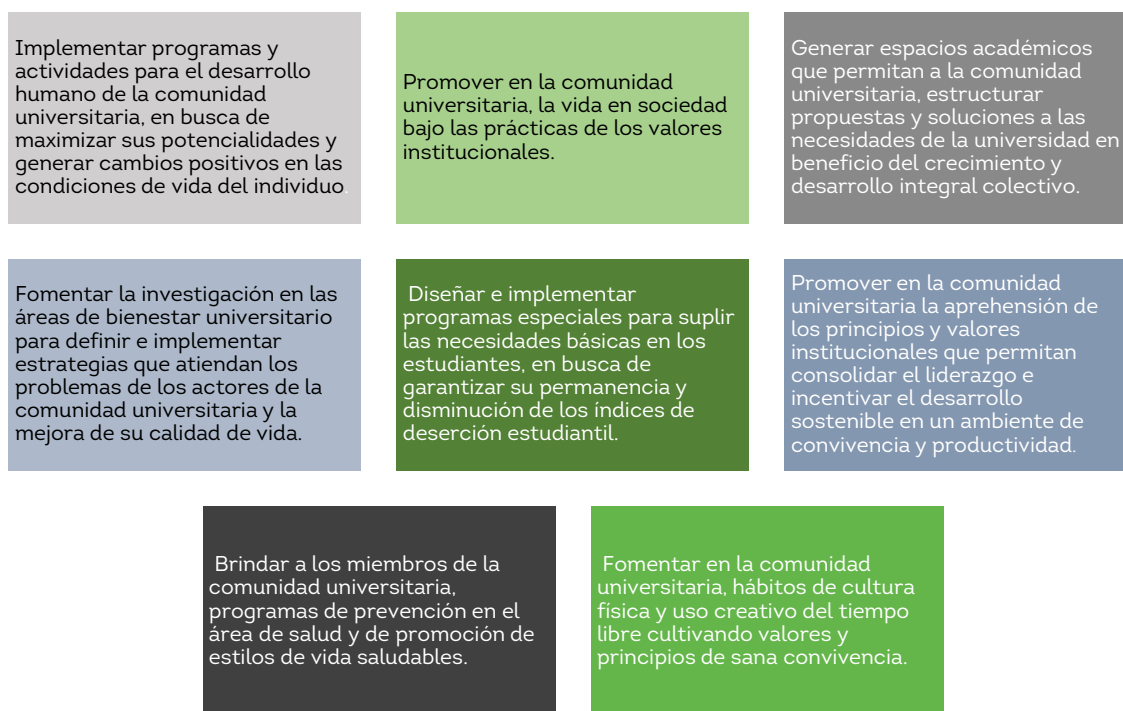 Implementar programas y
actividades para el desarrollo
humano de la comunidad
universitaria, en busca de
maximizar sus potencialidades y
generar cambios positivos en las
condiciones de vida del individuo.
Promover en la comunidad
universitaria, la vida en sociedad
bajo las prácticas de los valores
institucionales.
Generar espacios académicos
que permitan a la comunidad
universitaria, estructurar
propuestas y soluciones a las
necesidades de la universidad en
beneficio del crecimiento y
desarrollo integral colectivo.
Fomentar la investigación en las
áreas de bienestar universitario
para definir e implementar
estrategias que atiendan los
problemas de los actores de la
comunidad universitaria y la
mejora de su calidad de vida.
Diseñar e implementar
programas especiales para suplir
las necesidades básicas en los
estudiantes, en busca de
garantizar su permanencia y
disminución de los índices de
deserción estudiantil.
Promover en la comunidad
universitaria la aprehensión de
los principios y valores
institucionales que permitan
consolidar el liderazgo e
incentivar el desarrollo
sostenible en un ambiente de
convivencia y productividad.
Brindar a los miembros de la
comunidad universitaria,
programas de prevención en el
área de salud y de promoción de
estilos de vida saludables.
Fomentar en la comunidad
universitaria, hábitos de cultura
física y uso creativo del tiempo
libre cultivando valores y
principios de sana convivencia.